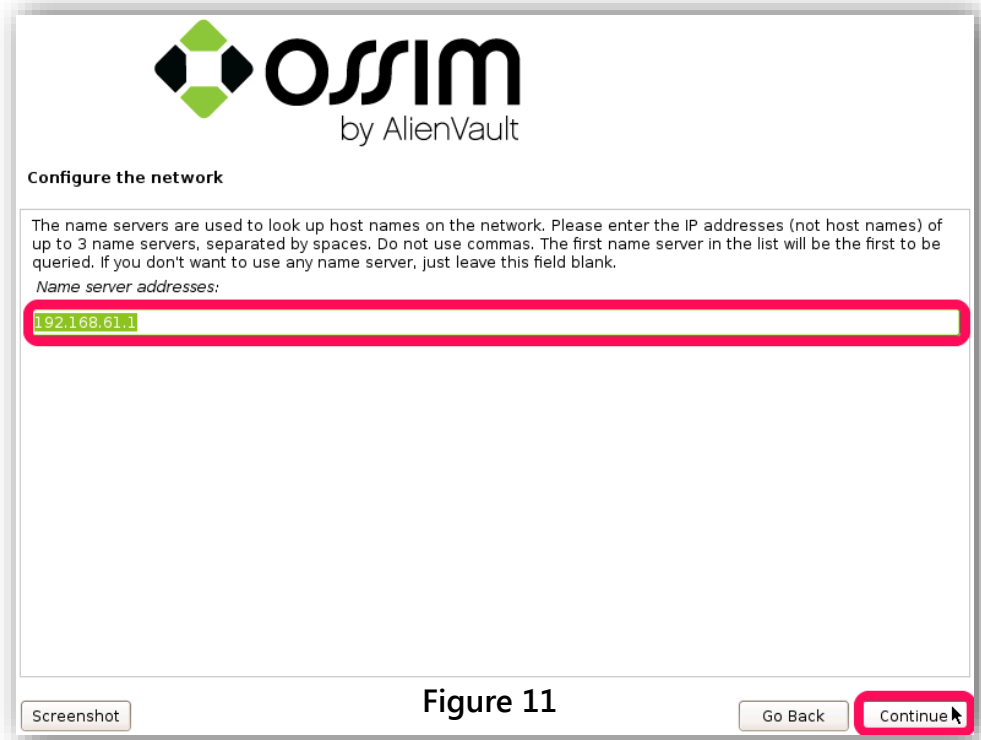 OSSIM
by AlienVault
Configure the network
The name servers are used to look up host names on the network. Please enter the IP addresses (not host names) of
up to 3 name servers, separated by spaces. Do not use commas. The first name server in the list will be the first to be
queried. If you don't want to use any name server, just leave this field blank.
Name server addresses:
192.168.61.1
Figure 11
Screenshot
Go Back
Continue